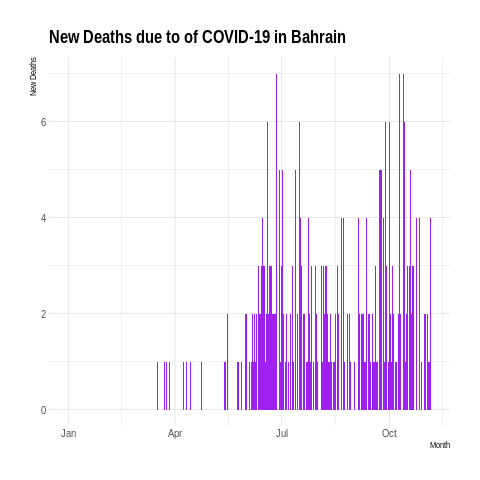 New Deaths due to of COVID-19 in Bahrain
New Deaths
6
4
2
0
Jan Apr Jul Oct
Month